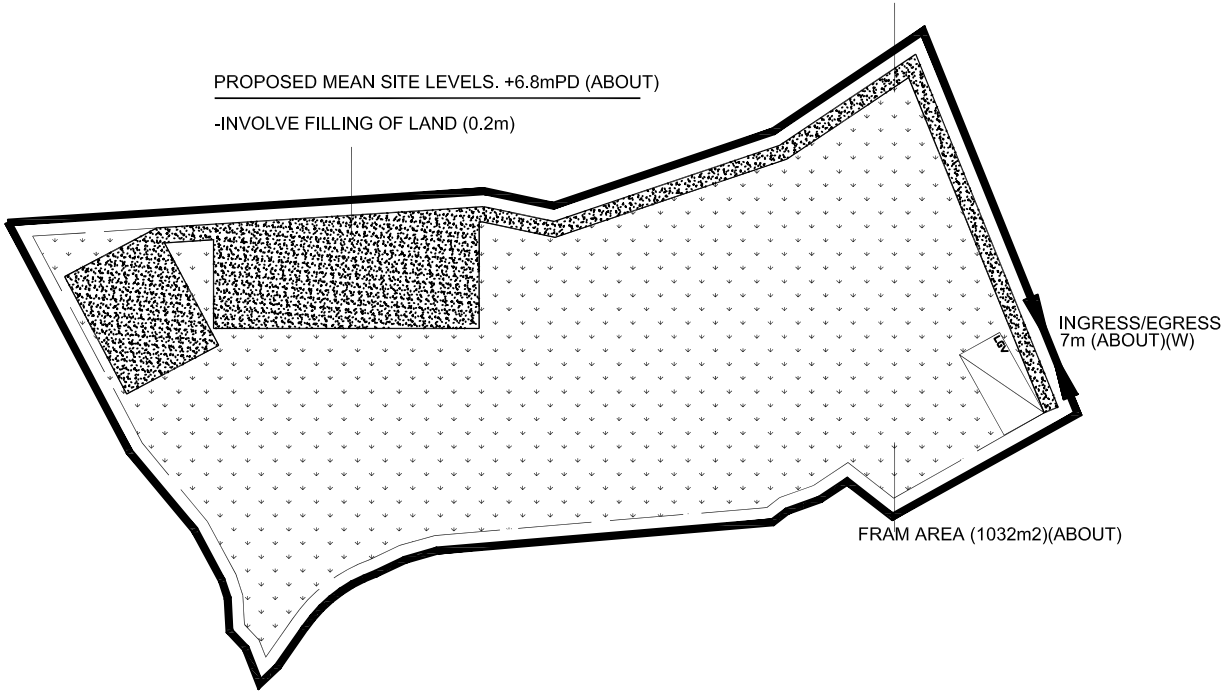 PROPOSED MEAN SITE LEVELS. +6.8mPD (ABOUT)
-INVOLVE FILLING OF LAND (0.2m)
INGRESS/EGRESS
7m (ABOUT)(W)
LGV
FRAM AREA (1032m2)(ABOUT)